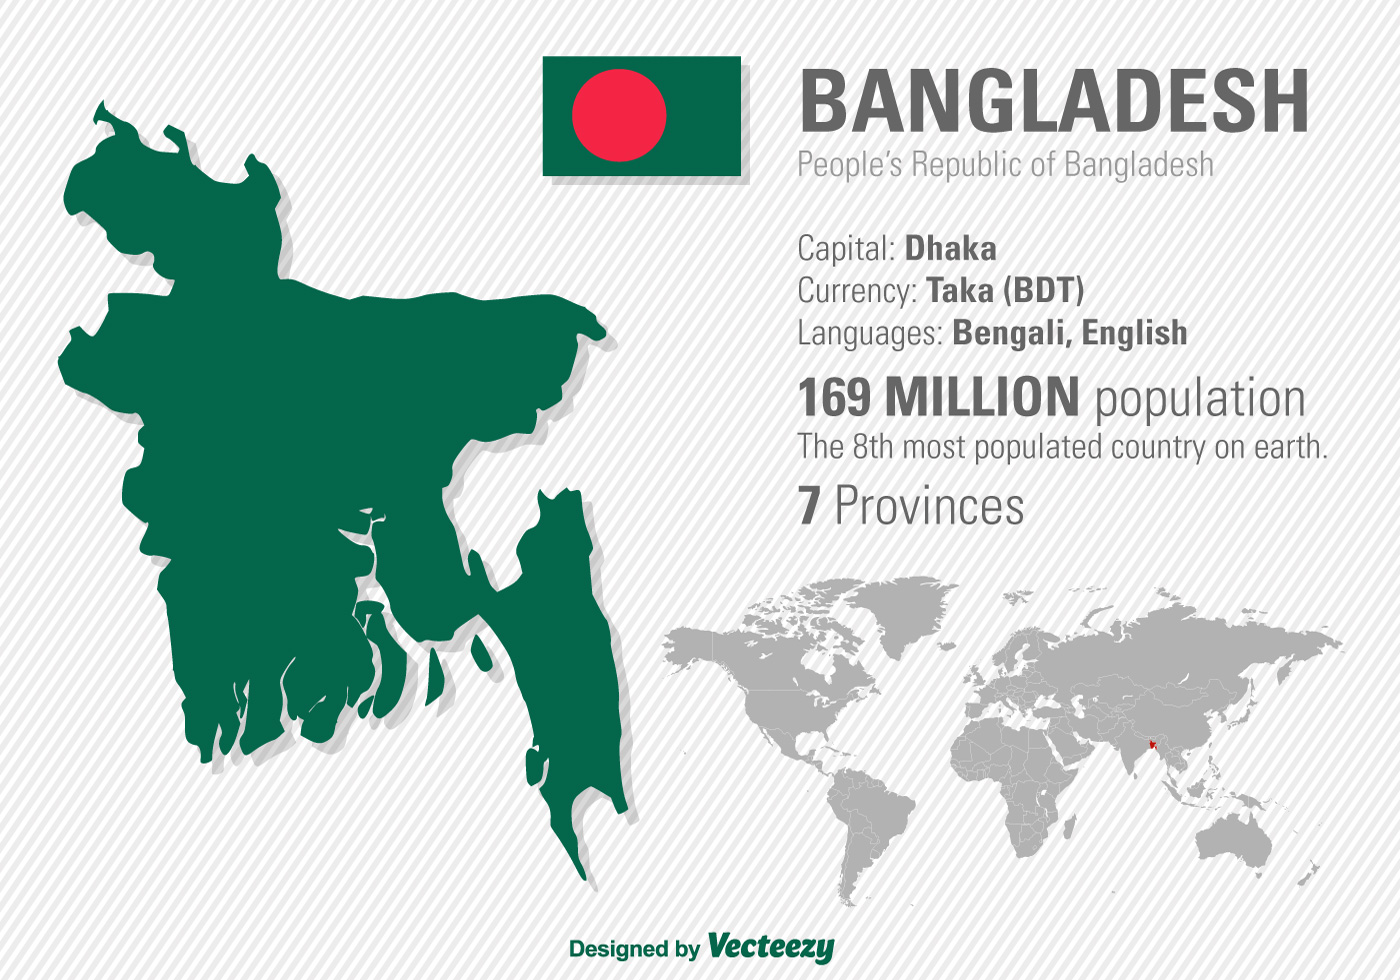 BANGLADESH
People's Republic of Bangladesh
Capital: Dhaka
Currency: Taka (BDT)
Languages: Bengali, English
169 MILLION population
The 8th most populated country on earth.
7 Provinces
Designed by Vecteezy